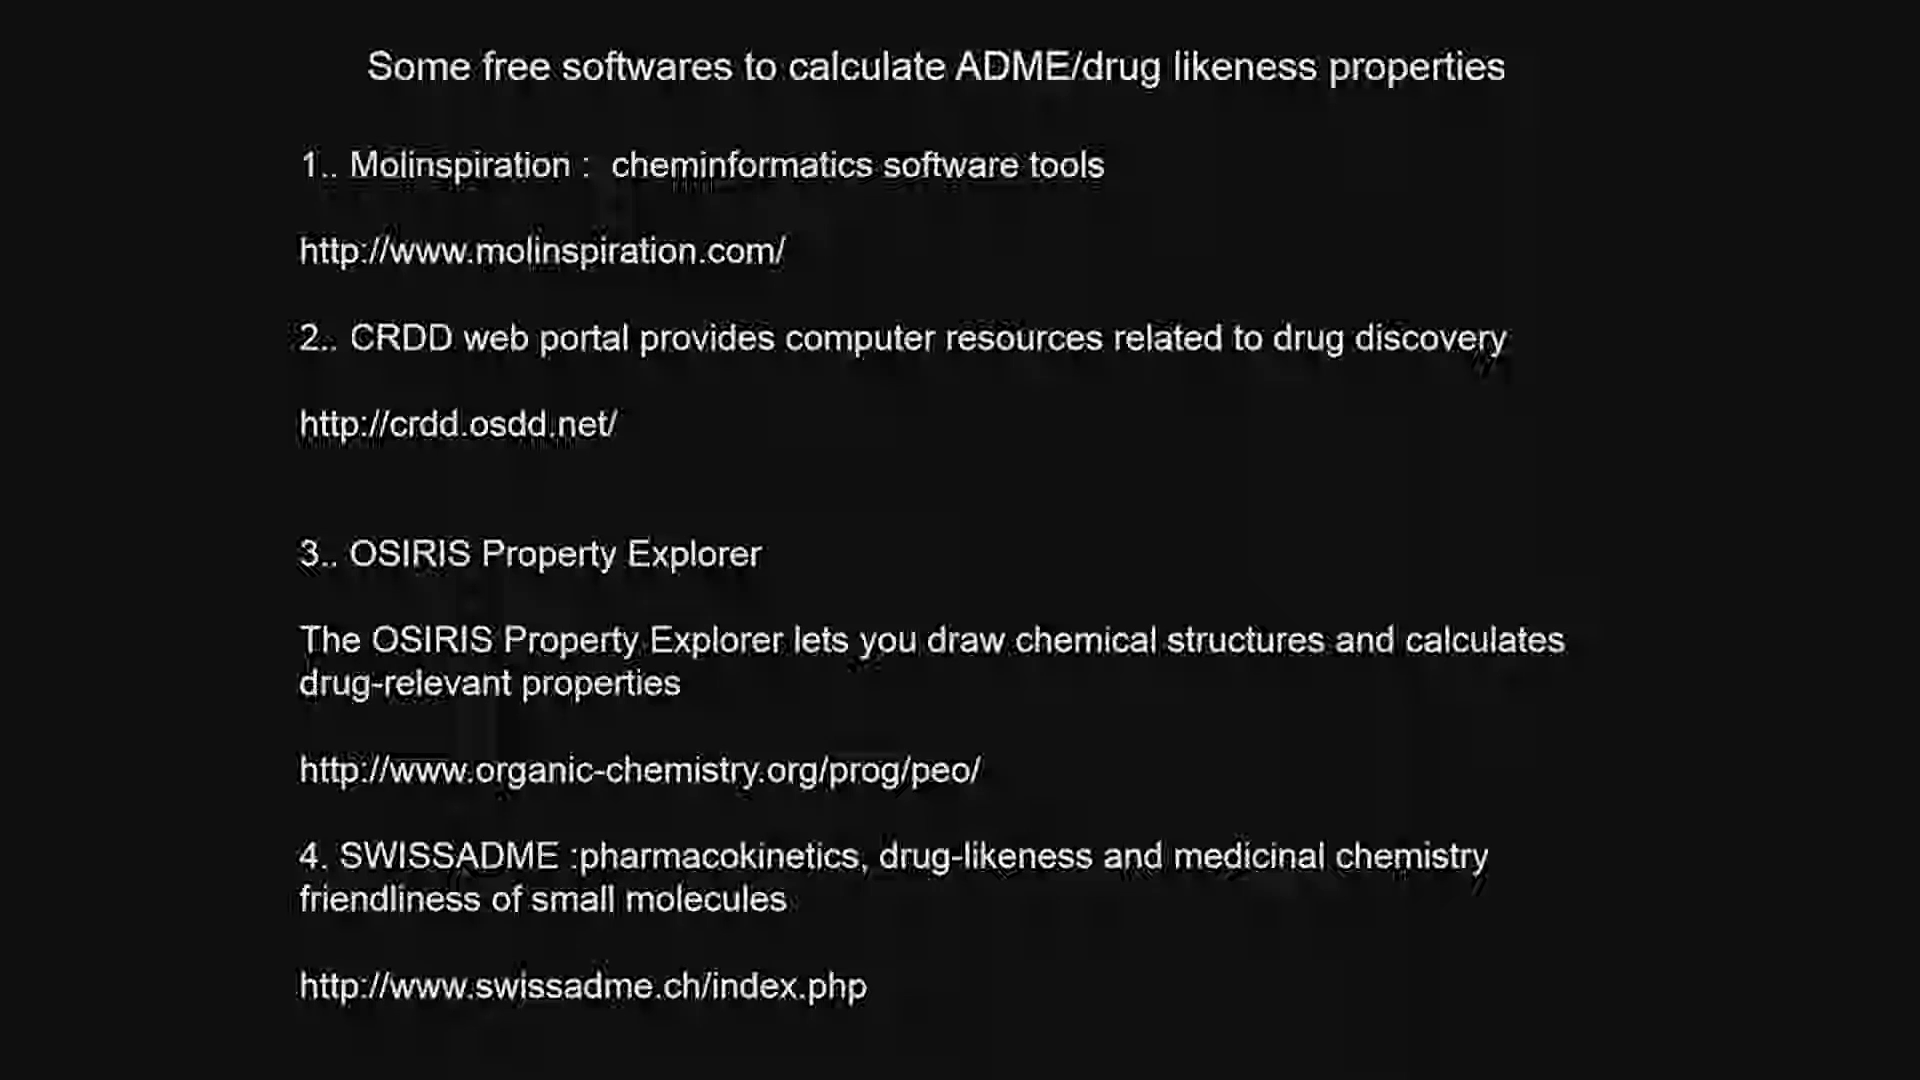 Some free softwares to calculate ADME/drug likeness properties
1.. Molinspiration :  cheminformatics software tools
http://www.molinspiration.com/
2.. CRDD web portal provides computer resources related to drug discovery
http://crdd.osdd.net/
3.. OSIRIS Property Explorer
The OSIRIS Property Explorer lets you draw chemical structures and calculates
drug-relevant properties
http://www.organic-chemistry.org/prog/peo/
4. SWISSADME :pharmacokinetics, drug-likeness and medicinal chemistry
friendliness of small molecules
http://www.swissadme.ch/index.php